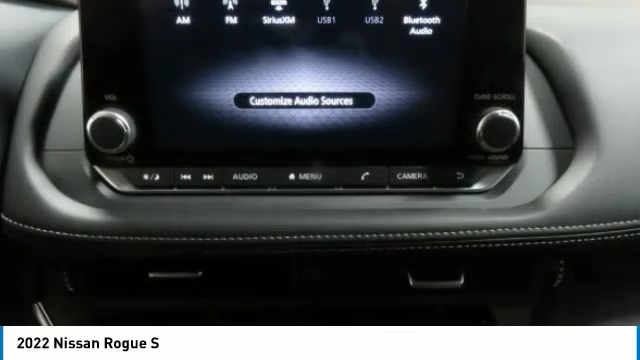 AM FM SiriusXM USB1 USB2 Bluetooth Audio
Customize Audio Sources
VOL
TUNE·SCROLL
AUDIO MENU CAMERA
2022 Nissan Rogue S